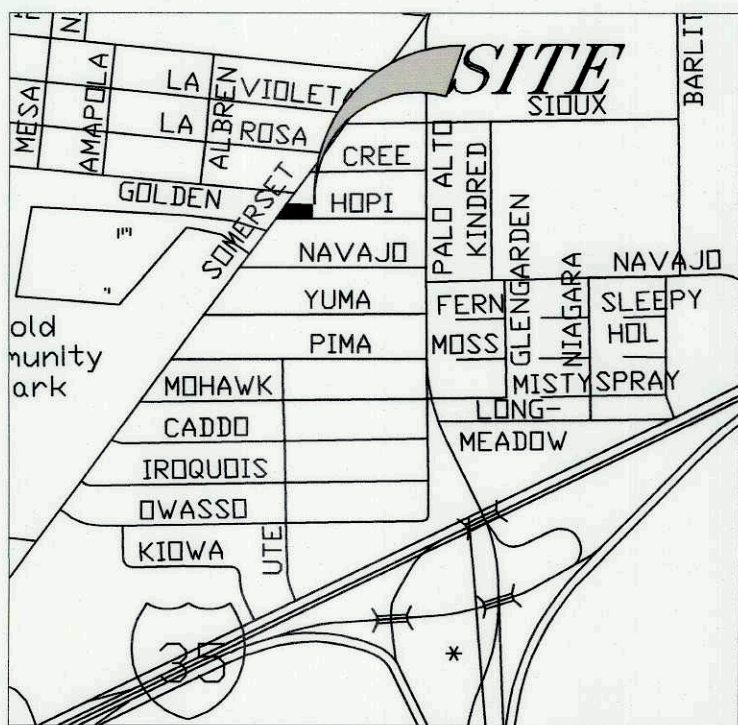 N
MESA
AMAPOLA
ALBREN
LA VIOLETA
LA ROSA
GOLDEN
SOMERSET
SITE
SIOUX
BARLIT
CREE
HOPI
PALO ALTO
KINDRED
NAVAJO
GLENGARDEN
NIAGARA
NAVAJO
YUMA
FERN
SLEEPY
HOL
PIMA
MOSS
old
munity
ark
MOHAWK
MISTY SPRAY
LONG-
MEADOW
CADDO
IROQUOIS
OWASSO
KIOWA
UTE
35
*